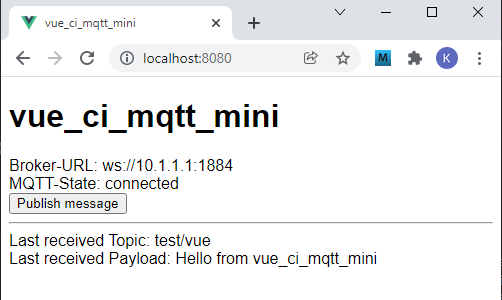 vue_ci_mqtt_mini
localhost:8080
M
K
vue_ci_mqtt_mini
Broker-URL: ws://10.1.1.1:1884
MQTT-State: connected
Publish message
Last received Topic: test/vue
Last received Payload: Hello from vue_ci_mqtt_mini